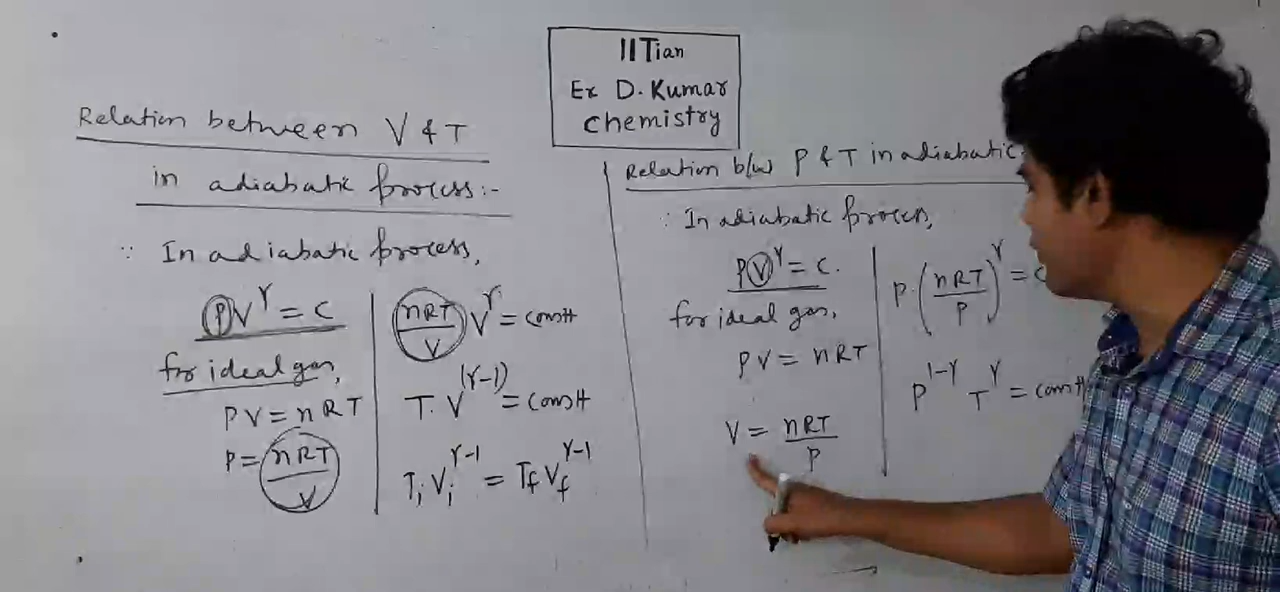 IITian
Er D. Kumar
Chemistry
Relation between V & T
in adiabatic process:-
∵ In adiabatic process,
PV^γ = C
for ideal gas,
PV = nRT
P = nRT/V
(nRT/V) V^γ = const
T. V^(γ-1) = const
T_i V_i^γ-1 = T_f V_f^γ-1
Relation b/w P & T in adiabatic
∵ In adiabatic process,
PV^γ = C.
for ideal gas,
PV = nRT
V = nRT/P
P. (nRT/P)^γ = C
P^1-γ T^γ = const